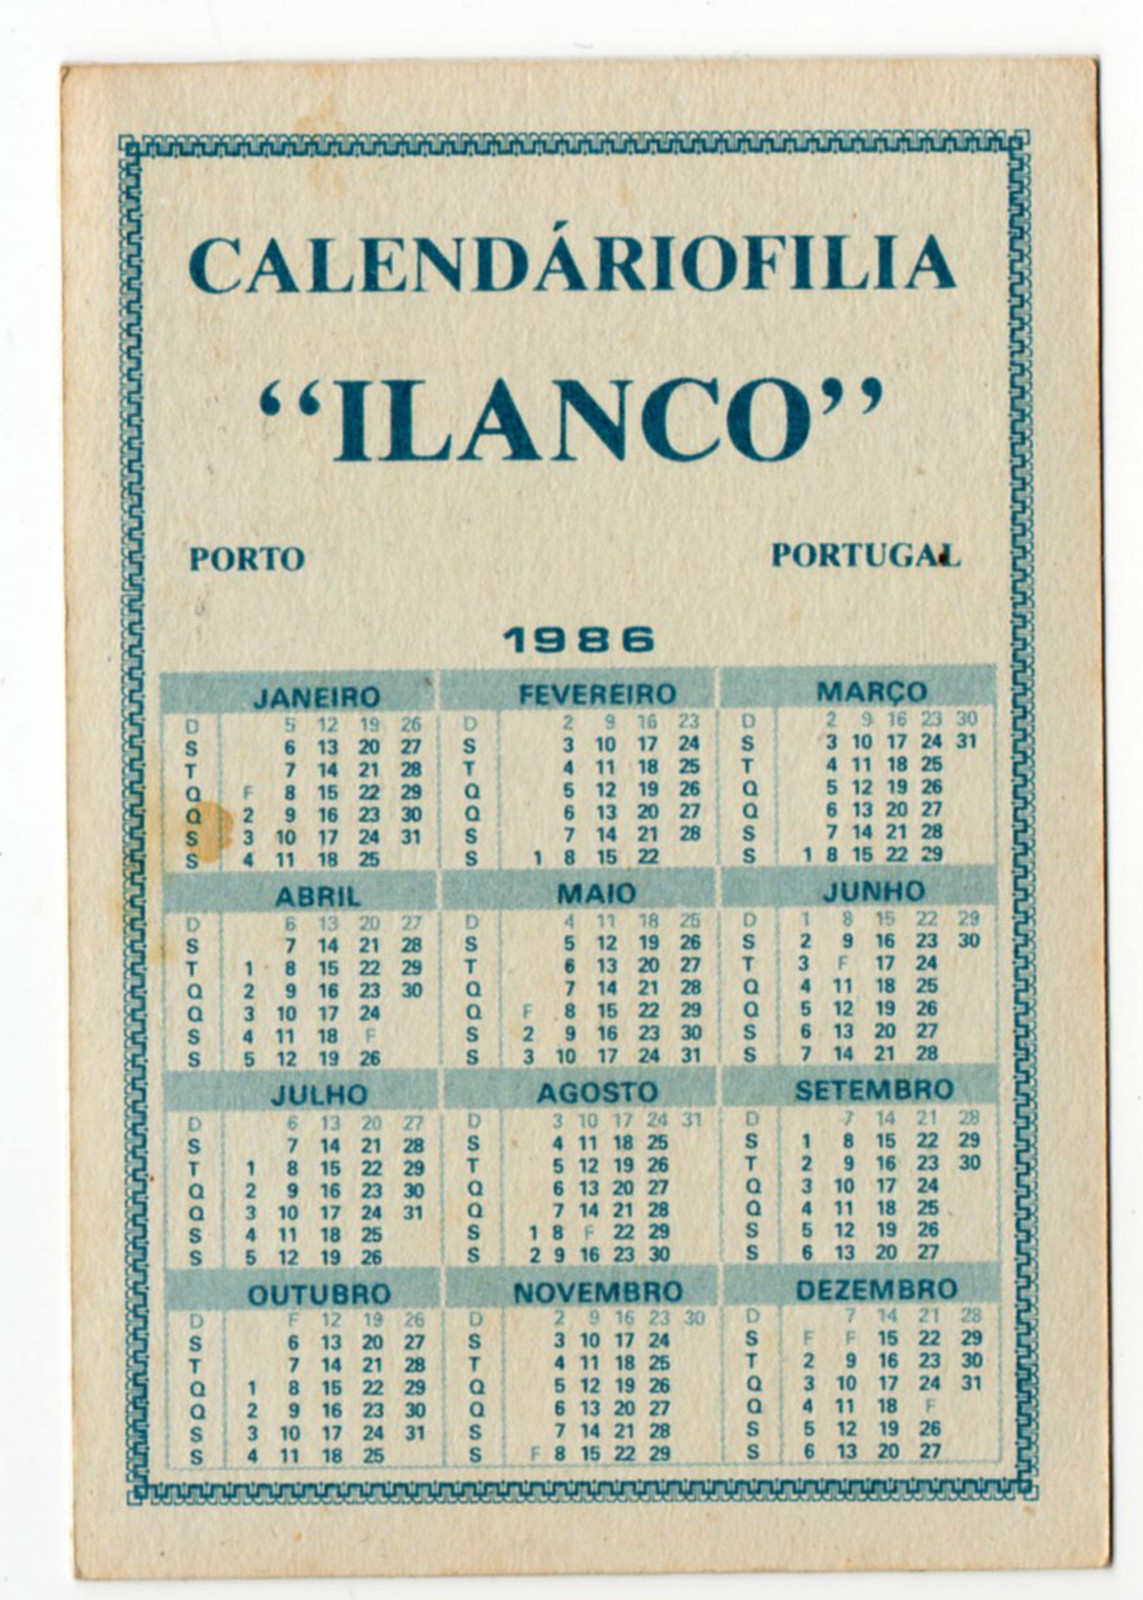 CALENDÁRIOFILIA
“ILANCO”
PORTO PORTUGAL
1986
JANEIRO FEVEREIRO MARÇO
D 5 12 19 26 D 2 9 16 23 D 2 9 16 23 30
S 6 13 20 27 S 3 10 17 24 S 3 10 17 24 31
T 7 14 21 28 T 4 11 18 25 T 4 11 18 25
Q F 8 15 22 29 Q 5 12 19 26 Q 5 12 19 26
Q 2 9 16 23 30 Q 6 13 20 27 Q 6 13 20 27
S 3 10 17 24 31 S 7 14 21 28 S 7 14 21 28
S 4 11 18 25 S 1 8 15 22 S 1 8 15 22 29
ABRIL MAIO JUNHO
D 6 13 20 27 D 4 11 18 25 D 1 8 15 22 29
S 7 14 21 28 S 5 12 19 26 S 2 9 16 23 30
T 1 8 15 22 29 T 6 13 20 27 T 3 F 17 24
Q 2 9 16 23 30 Q 7 14 21 28 Q 4 11 18 25
Q 3 10 17 24 Q F 8 15 22 29 Q 5 12 19 26
S 4 11 18 F S 2 9 16 23 30 S 6 13 20 27
S 5 12 19 26 S 3 10 17 24 31 S 7 14 21 28
JULHO AGOSTO SETEMBRO
D 6 13 20 27 D 3 10 17 24 31 D 7 14 21 28
S 7 14 21 28 S 4 11 18 25 S 1 8 15 22 29
T 1 8 15 22 29 T 5 12 19 26 T 2 9 16 23 30
Q 2 9 16 23 30 Q 6 13 20 27 Q 3 10 17 24
Q 3 10 17 24 31 Q 7 14 21 28 Q 4 11 18 25
S 4 11 18 25 S 1 8 F 22 29 S 5 12 19 26
S 5 12 19 26 S 2 9 16 23 30 S 6 13 20 27
OUTUBRO NOVEMBRO DEZEMBRO
D F 12 19 26 D 2 9 16 23 30 D 7 14 21 28
S 6 13 20 27 S 3 10 17 24 S F F 15 22 29
T 7 14 21 28 T 4 11 18 25 T 2 9 16 23 30
Q 1 8 15 22 29 Q 5 12 19 26 Q 3 10 17 24 31
Q 2 9 16 23 30 Q 6 13 20 27 Q 4 11 18 F
S 3 10 17 24 31 S 7 14 21 28 S 5 12 19 26
S 4 11 18 25 S F 8 15 22 29 S 6 13 20 27